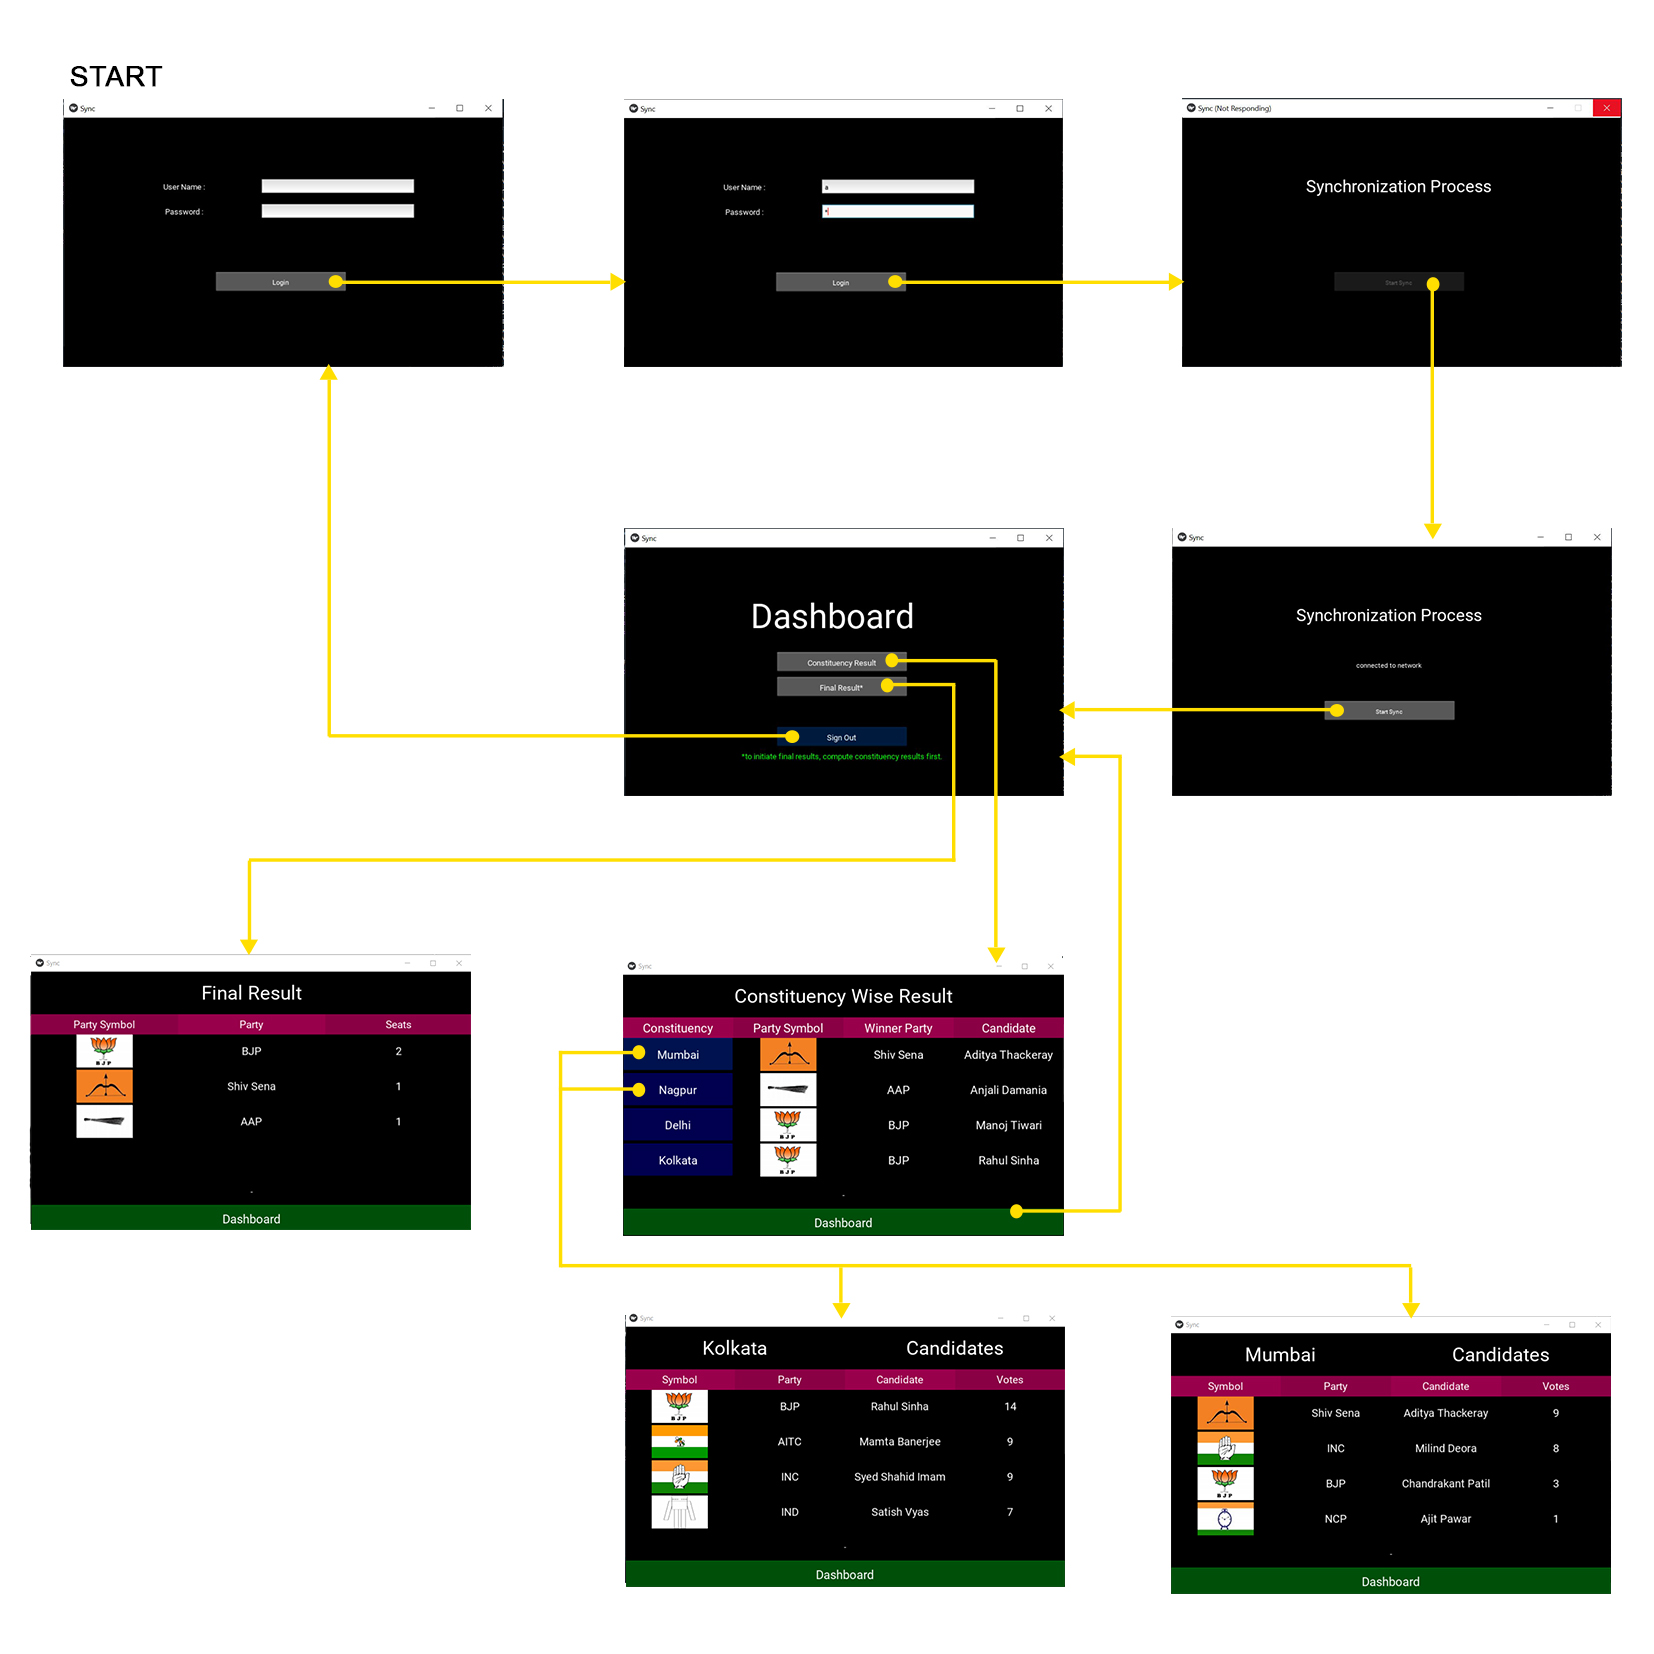 START
Sync
User Name :
Password :
Login
Sync
User Name : a
Password : *
Login
Sync (Not Responding)
Synchronization Process
Start Sync
Sync
Dashboard
Constituency Result
Final Result*
Sign Out
*to initiate final results, compute constituency results first.
Sync
Synchronization Process
connected to network
Start Sync
Sync
Final Result
Party Symbol Party Seats
BJP BJP 2
Shiv Sena 1
AAP 1
-
Dashboard
Sync
Constituency Wise Result
Constituency Party Symbol Winner Party Candidate
Mumbai Shiv Sena Aditya Thackeray
Nagpur AAP Anjali Damania
Delhi BJP BJP Manoj Tiwari
Kolkata BJP BJP Rahul Sinha
-
Dashboard
Sync
Kolkata Candidates
Symbol Party Candidate Votes
BJP BJP Rahul Sinha 14
AITC Mamta Banerjee 9
INC Syed Shahid Imam 9
IND Satish Vyas 7
-
Dashboard
Sync
Mumbai Candidates
Symbol Party Candidate Votes
Shiv Sena Aditya Thackeray 9
INC Milind Deora 8
BJP BJP Chandrakant Patil 3
NCP Ajit Pawar 1
-
Dashboard